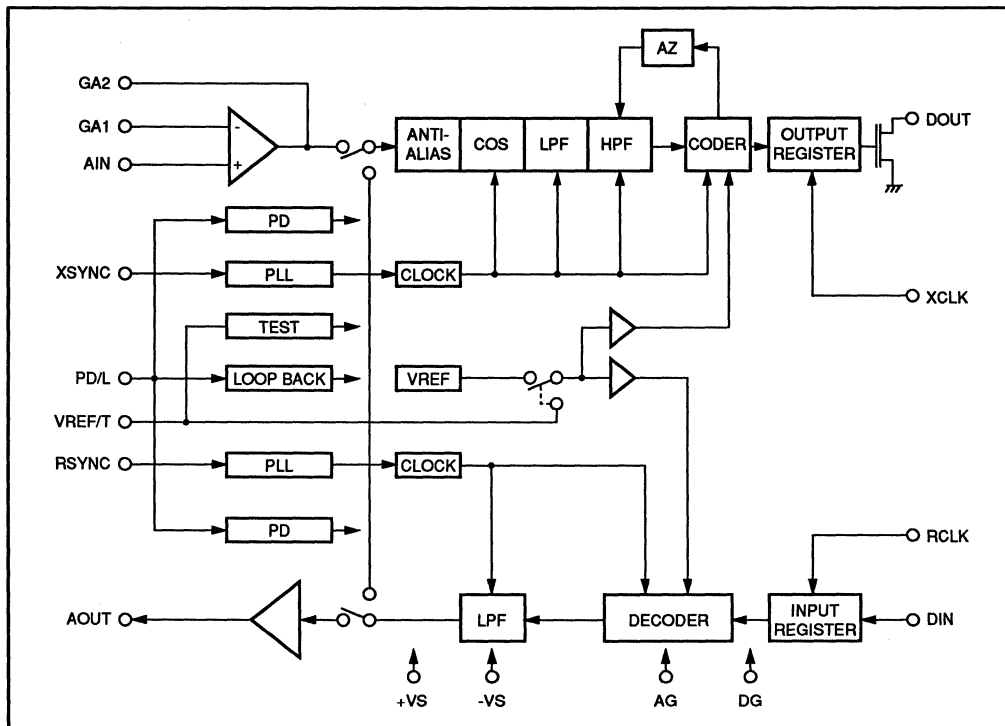 AZ
GA2
GA1
-
AIN
+
ANTI-
ALIAS
COS
LPF
HPF
CODER
OUTPUT
REGISTER
DOUT
PD
XSYNC
PLL
CLOCK
XCLK
TEST
PD/L
LOOP BACK
VREF
VREF/T
RSYNC
PLL
CLOCK
PD
RCLK
AOUT
LPF
DECODER
INPUT
REGISTER
DIN
+VS
-VS
AG
DG